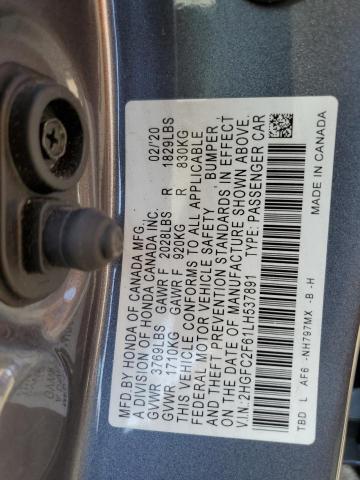 MFD.BY HONDA OF CANADA MFG. 02/'20
A DIVISION OF HONDA CANADA INC.
GVWR 3769LBS GAWR F 2028LBS R 1829LBS
GVWR 1710KG GAWR F 920KG R 830KG
THIS VEHICLE CONFORMS TO ALL APPLICABLE
FEDERAL MOTOR VEHICLE SAFETY , BUMPER ,
AND THEFT PREVENTION STANDARDS IN EFFECT
ON THE DATE OF MANUFACTURE SHOWN ABOVE.
V.I.N:2HGFC2F61LH537891 TYPE: PASSENGER CAR
TBD L AF6 -NH797MX -B -H
MADE IN CANADA